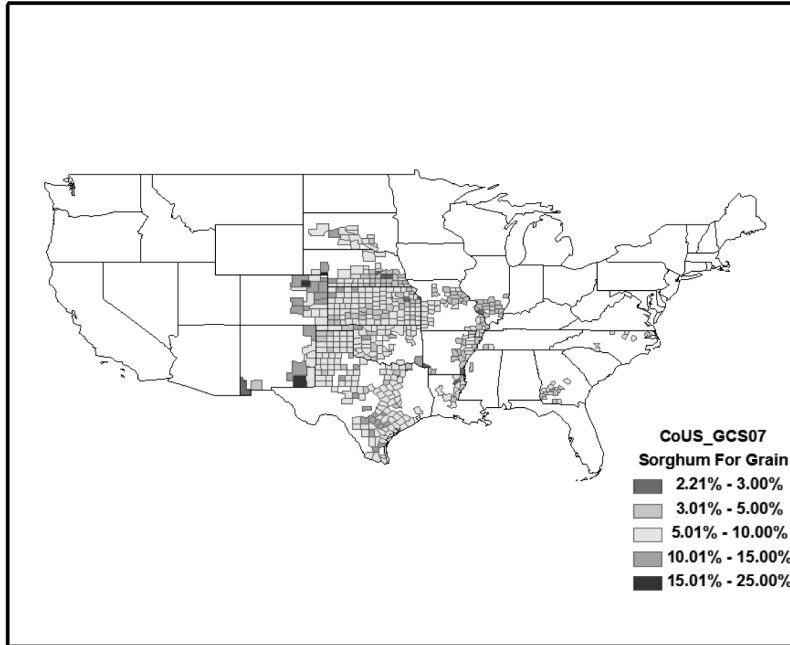 CoUS_GCS07
Sorghum For Grain
2.21% - 3.00%
3.01% - 5.00%
5.01% - 10.00%
10.01% - 15.00%
15.01% - 25.00%